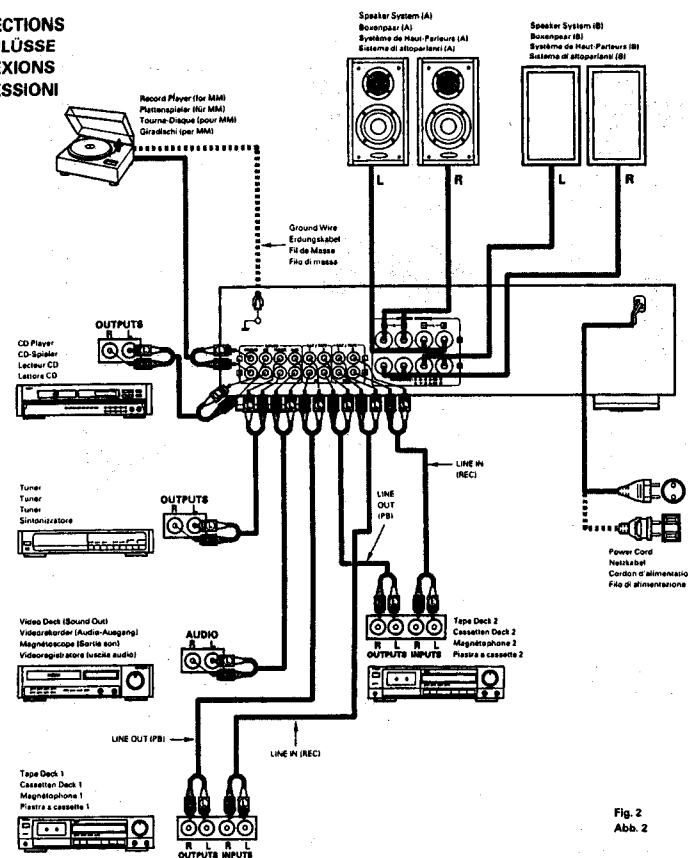 ECTIONS
LÜSSE
EXIONS
ESSIONI
Speaker System (A)
Boxenpaar (A)
Système de Haut-Parleurs (A)
Sistema di altoparlanti (A)
Speaker System (B)
Boxenpaar (B)
Système de Haut-Parleurs (B)
Sistema di altoparlanti (B)
Record Player (for MM)
Plattenspieler (für MM)
Tourne-Disque (pour MM)
Giradischi (per MM)
L R
L R
Ground Wire
Erdungskabel
Fil de Masse
Filo di massa
OUTPUTS
R L
CD Player
CD-Spieler
Lecteur CD
Lettore CD
LINE IN
(REC)
Tuner
Tuner
Tuner
Sintonizzatore
OUTPUTS
R L
LINE
OUT
(PB)
Power Cord
Netzkabel
Cordon d'alimentatio
Filo di alimentazione
Video Deck (Sound Out)
Videorekorder (Audio-Ausgang)
Magnétoscope (Sortie son)
Videoregistratore (uscita audio)
AUDIO
R L
Tape Deck 2
Cassetten Deck 2
Magnétophone 2
Piastra a cassette 2
R L R L
OUTPUTS INPUTS
LINE OUT (PB)
LINE IN (REC)
Tape Deck 1
Cassetten Deck 1
Magnétophone 1
Piastra a cassette 1
R L R L
OUTPUTS INPUTS
Fig. 2
Abb. 2